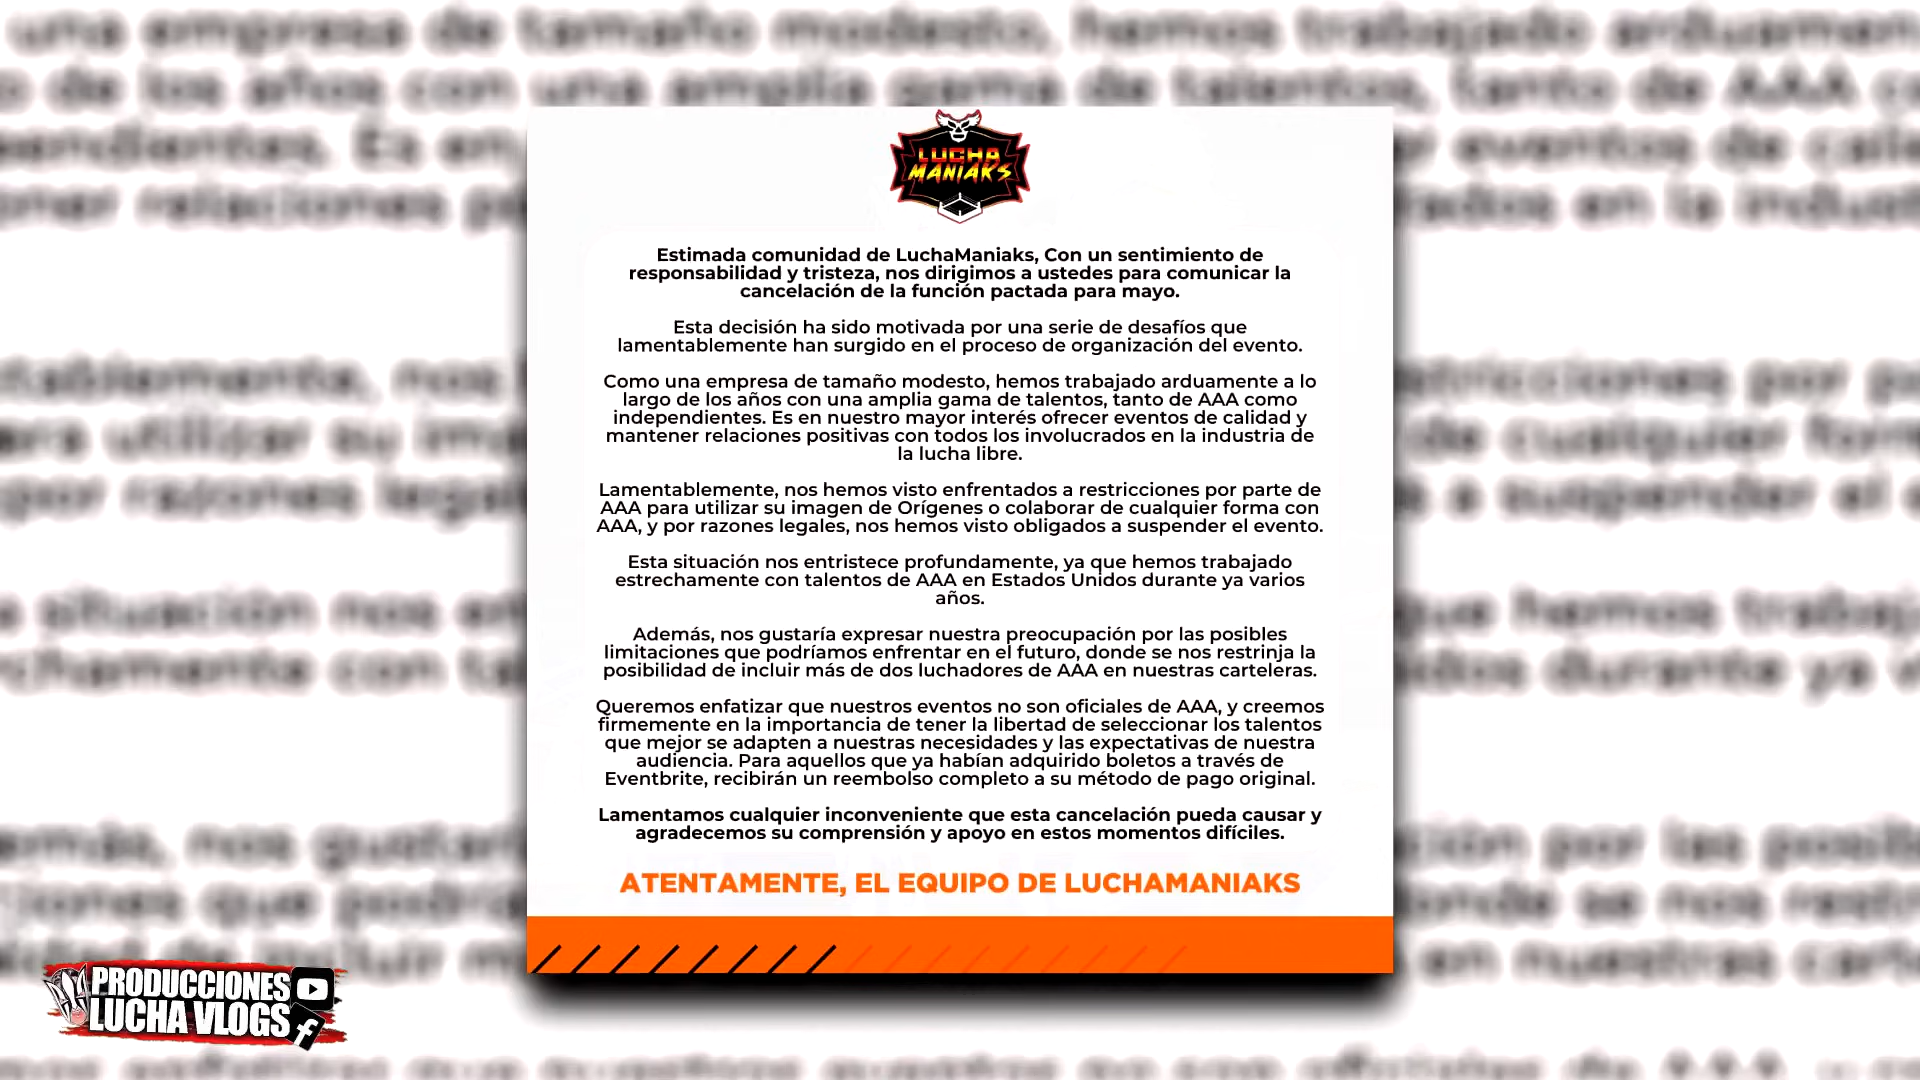 LUCHA
MANIAKS
Estimada comunidad de LuchaManiaks, Con un sentimiento de
responsabilidad y tristeza, nos dirigimos a ustedes para comunicar la
cancelación de la función pactada para mayo.
Esta decisión ha sido motivada por una serie de desafíos que
lamentablemente han surgido en el proceso de organización del evento.
Como una empresa de tamaño modesto, hemos trabajado arduamente a lo
largo de los años con una amplia gama de talentos, tanto de AAA como
independientes. Es en nuestro mayor interés ofrecer eventos de calidad y
mantener relaciones positivas con todos los involucrados en la industria de
la lucha libre.
Lamentablemente, nos hemos visto enfrentados a restricciones por parte de
AAA para utilizar su imagen de Orígenes o colaborar de cualquier forma con
AAA, y por razones legales, nos hemos visto obligados a suspender el evento.
Esta situación nos entristece profundamente, ya que hemos trabajado
estrechamente con talentos de AAA en Estados Unidos durante ya varios
años.
Además, nos gustaría expresar nuestra preocupación por las posibles
limitaciones que podríamos enfrentar en el futuro, donde se nos restrinja la
posibilidad de incluir más de dos luchadores de AAA en nuestras carteleras.
Queremos enfatizar que nuestros eventos no son oficiales de AAA, y creemos
firmemente en la importancia de tener la libertad de seleccionar los talentos
que mejor se adapten a nuestras necesidades y las expectativas de nuestra
audiencia. Para aquellos que ya habían adquirido boletos a través de
Eventbrite, recibirán un reembolso completo a su método de pago original.
Lamentamos cualquier inconveniente que esta cancelación pueda causar y
agradecemos su comprensión y apoyo en estos momentos difíciles.
ATENTAMENTE, EL EQUIPO DE LUCHAMANIAKS
PRODUCCIONES
LUCHA VLOGS